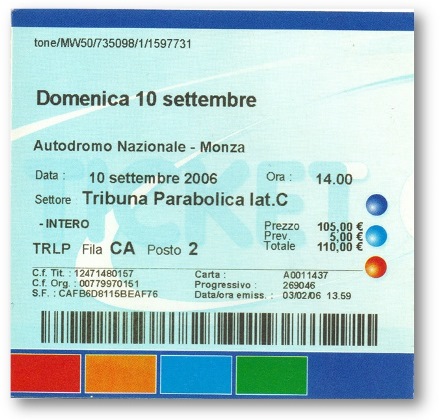 tone/MW50/735098/1/1597731
Domenica 10 settembre
Autodromo Nazionale - Monza
Data : 10 settembre 2006 Ora : 14.00
Settore Tribuna Parabolica lat.C
- INTERO Prezzo 105,00 €
Prev. 5,00 €
TRLP Fila CA Posto 2 Totale 110,00 €
C.f. Tit. : 12471480157 Carta : A0011437
C.f. Org. : 00779970151 Progressivo : 269046
S.F. : CAFB6D8115BEAF76 Data/ora emiss. : 03/02/06 13.59
TICKET